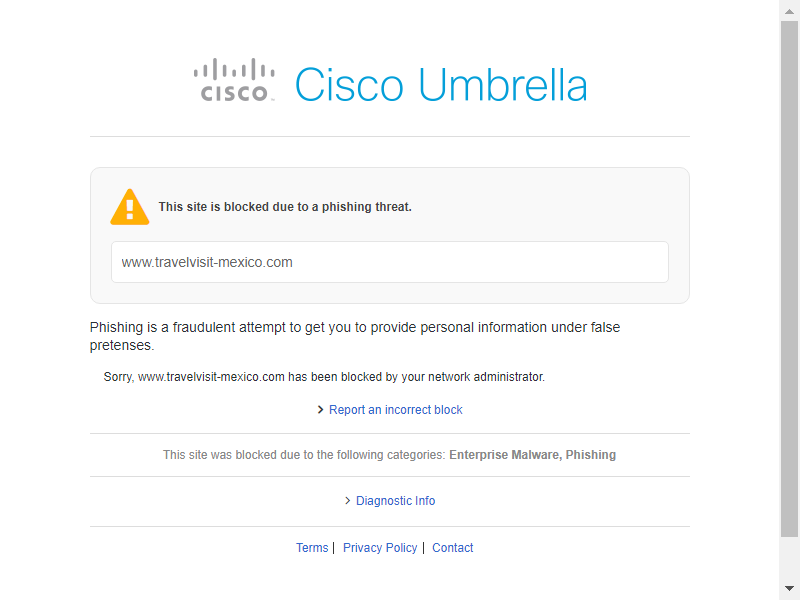 cisco Cisco Umbrella
This site is blocked due to a phishing threat.
www.travelvisit-mexico.com
Phishing is a fraudulent attempt to get you to provide personal information under false
pretenses.
Sorry, www.travelvisit-mexico.com has been blocked by your network administrator.
> Report an incorrect block
This site was blocked due to the following categories: Enterprise Malware, Phishing
> Diagnostic Info
Terms | Privacy Policy | Contact